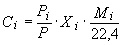 C_i = P_i/P · X_i · M_i/22,4